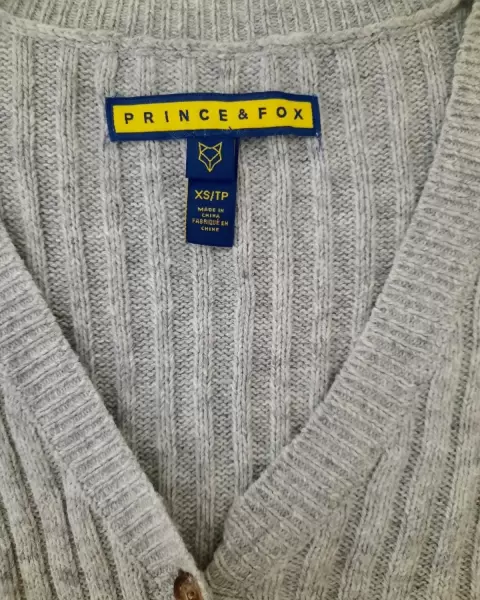 PRINCE & FOX
XS/TP
MADE IN
CHINA
FABRIQUÉ EN
CHINE